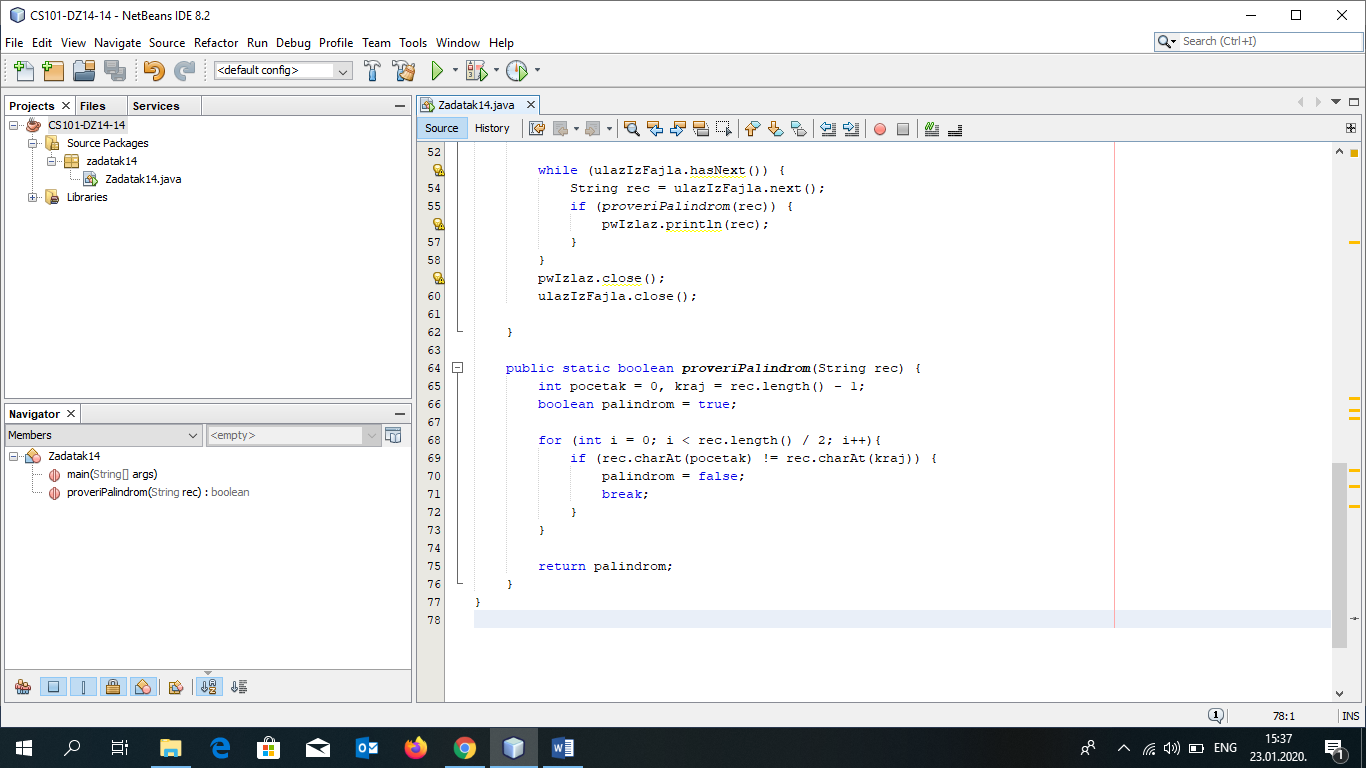 CS101-DZ14-14 - NetBeans IDE 8.2
File Edit View Navigate Source Refactor Run Debug Profile Team Tools Window Help
Search (Ctrl+I)
<default config>
Projects Files Services
CS101-DZ14-14
Source Packages
zadatak14
Zadatak14.java
Libraries
Navigator
Members <empty>
Zadatak14
main(String[] args)
proveriPalindrom(String rec) : boolean
Zadatak14.java
Source History
52
while (ulazIzFajla.hasNext()) {
54 String rec = ulazIzFajla.next();
55 if (proveriPalindrom(rec)) {
pwIzlaz.println(rec);
57 }
58 }
pwIzlaz.close();
60 ulazIzFajla.close();
61
62 }
63
64 public static boolean proveriPalindrom(String rec) {
65 int pocetak = 0, kraj = rec.length() - 1;
66 boolean palindrom = true;
67
68 for (int i = 0; i < rec.length() / 2; i++){
69 if (rec.charAt(pocetak) != rec.charAt(kraj)) {
70 palindrom = false;
71 break;
72 }
73 }
74
75 return palindrom;
76 }
77 }
78
1 78:1 INS
ENG
15:37
23.01.2020.
1